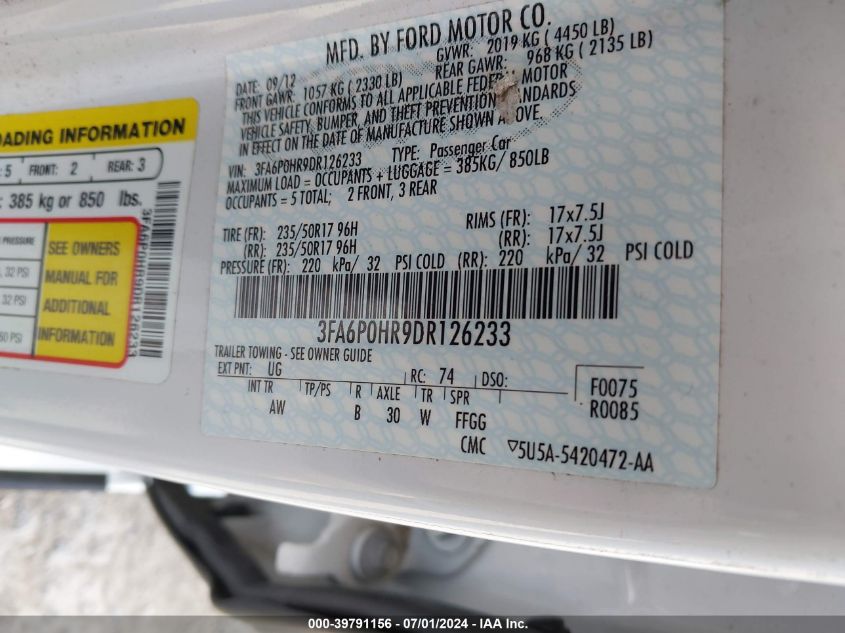 MFD. BY FORD MOTOR CO.
DATE: 09/12
GVWR: 2019 KG ( 4450 LB)
FRONT GAWR: 1057 KG ( 2330 LB)
REAR GAWR: 968 KG ( 2135 LB)
THIS VEHICLE CONFORMS TO ALL APPLICABLE FEDERAL MOTOR
VEHICLE SAFETY, BUMPER, AND THEFT PREVENTION STANDARDS
IN EFFECT ON THE DATE OF MANUFACTURE SHOWN ABOVE.
VIN: 3FA6P0HR9DR126233
TYPE: Passenger Car
MAXIMUM LOAD = OCCUPANTS + LUGGAGE = 385KG/ 850LB
OCCUPANTS = 5 TOTAL; 2 FRONT, 3 REAR
TIRE (FR): 235/50R17 96H RIMS (FR): 17x7.5J
(RR): 235/50R17 96H (RR): 17x7.5J
PRESSURE (FR): 220 kPa/ 32 PSI COLD (RR): 220 kPa/ 32 PSI COLD
3FA6P0HR9DR126233
TRAILER TOWING - SEE OWNER GUIDE
EXT PNT: UG RC: 74 DSO:
INT TR TP/PS R AXLE TR SPR
AW B 30 W FFGG
F0075
R0085
CMC 5U5A-5420472-AA
LOADING INFORMATION
5 FRONT: 2 REAR: 3
: 385 kg or 850 lbs.
PRESSURE
32 PSI
32 PSI
60 PSI
SEE OWNERS
MANUAL FOR
ADDITIONAL
INFORMATION
3FA6P0HR9DR126233
000-39791156 - 07/01/2024 - IAA Inc.